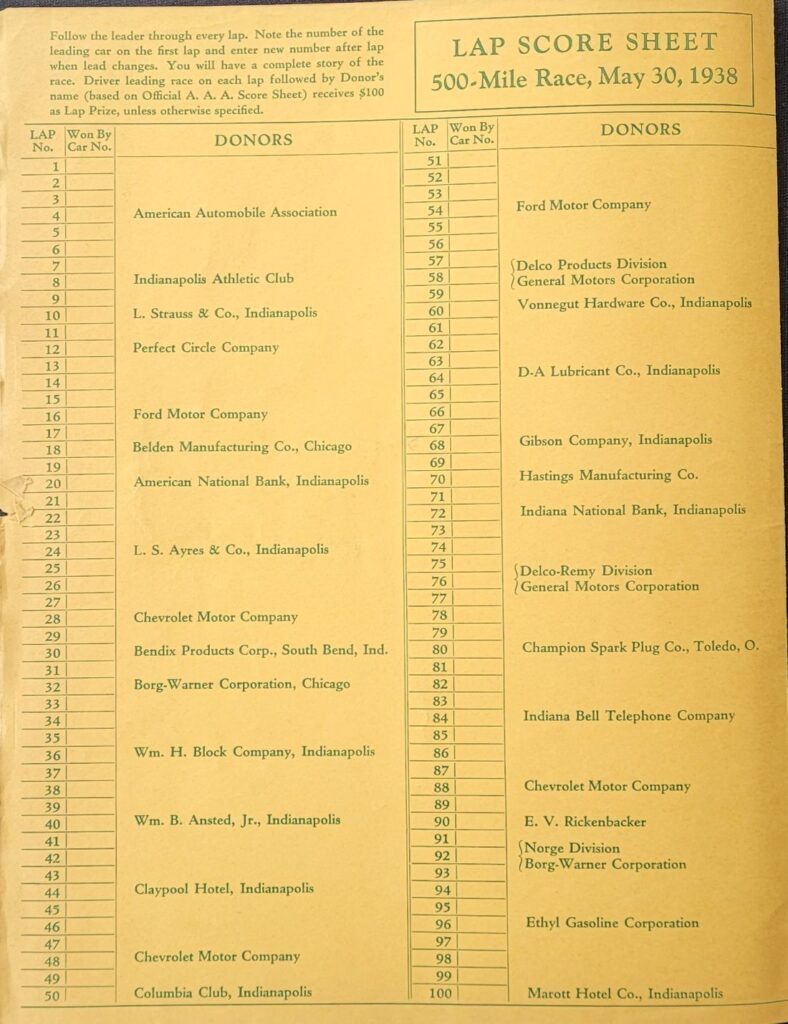 Follow the leader through every lap. Note the number of the
leading car on the first lap and enter new number after lap
when lead changes. You will have a complete story of the
race. Driver leading race on each lap followed by Donor's
name (based on Official A. A. A. Score Sheet) receives $100
as Lap Prize, unless otherwise specified.
LAP SCORE SHEET
500-Mile Race, May 30, 1938
LAP No. Won By Car No. DONORS
1
2
3
4 American Automobile Association
5
6
7
8 Indianapolis Athletic Club
9
10 L. Strauss & Co., Indianapolis
11
12 Perfect Circle Company
13
14
15
16 Ford Motor Company
17
18 Belden Manufacturing Co., Chicago
19
20 American National Bank, Indianapolis
21
22
23
24 L. S. Ayres & Co., Indianapolis
25
26
27
28 Chevrolet Motor Company
29
30 Bendix Products Corp., South Bend, Ind.
31
32 Borg-Warner Corporation, Chicago
33
34
35
36 Wm. H. Block Company, Indianapolis
37
38
39
40 Wm. B. Ansted, Jr., Indianapolis
41
42
43
44 Claypool Hotel, Indianapolis
45
46
47
48 Chevrolet Motor Company
49
50 Columbia Club, Indianapolis
LAP No. Won By Car No. DONORS
51
52
53
54 Ford Motor Company
55
56
57 Delco Products Division
58 General Motors Corporation
59
60 Vonnegut Hardware Co., Indianapolis
61
62
63
64 D-A Lubricant Co., Indianapolis
65
66
67
68 Gibson Company, Indianapolis
69
70 Hastings Manufacturing Co.
71
72 Indiana National Bank, Indianapolis
73
74
75 Delco-Remy Division
76 General Motors Corporation
77
78
79
80 Champion Spark Plug Co., Toledo, O.
81
82
83
84 Indiana Bell Telephone Company
85
86
87
88 Chevrolet Motor Company
89
90 E. V. Rickenbacker
91 Norge Division
92 Borg-Warner Corporation
93
94
95
96 Ethyl Gasoline Corporation
97
98
99
100 Marott Hotel Co., Indianapolis